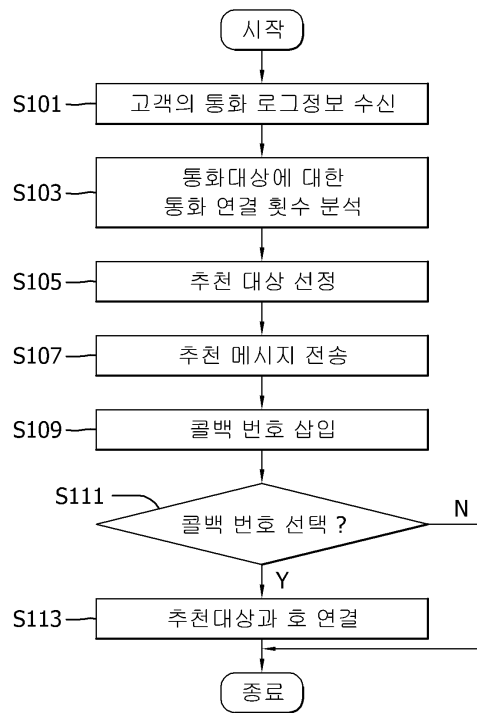 시작
S101
고객의 통화 로그정보 수신
S103
통화대상에 대한
통화 연결 횟수 분석
S105
추천 대상 선정
S107
추천 메시지 전송
S109
콜백 번호 삽입
S111
콜백 번호 선택 ?
N
Y
S113
추천대상과 호 연결
종료